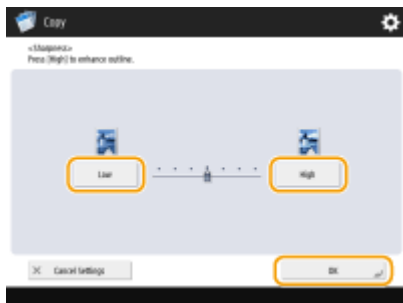 Copy
<Sharpness>
Press [High] to enhance outline.
Low
High
Cancel Settings
OK